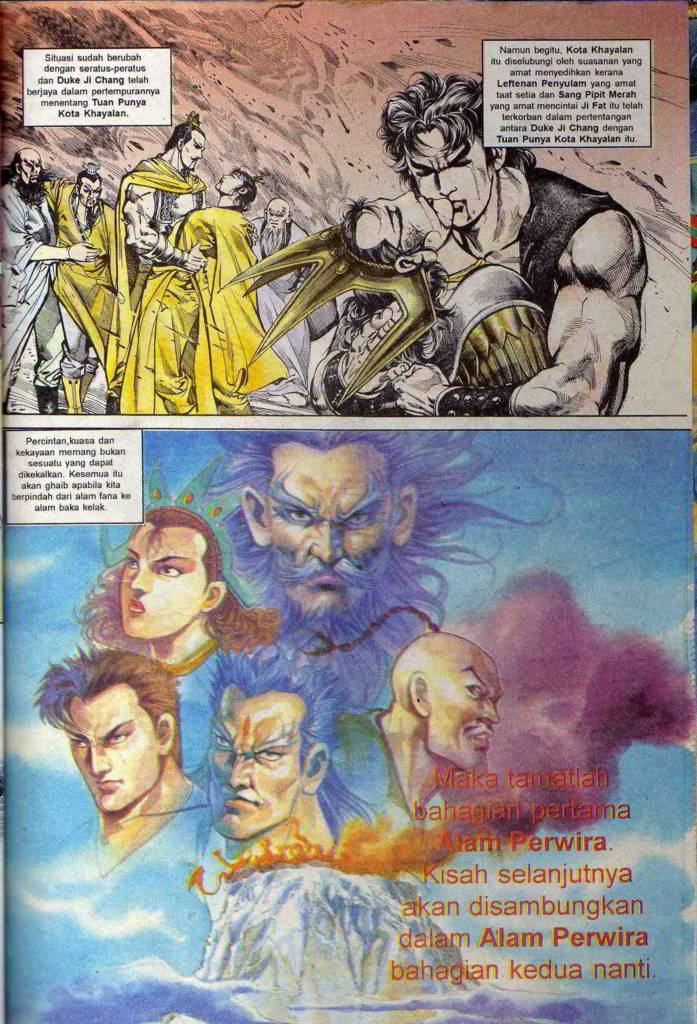 Situasi sudah berubah
dengan seratus-peratus
dan Duke Ji Chang telah
berjaya dalam pertempurannya
menentang Tuan Punya
Kota Khayalan.
Namun begitu, Kota Khayalan
itu diselubungi oleh suasanan yang
amat menyedihkan kerana
Leftenan Penyulam yang amat
taat setia dan Sang Pipit Merah
yang amat mencintai Ji Fat itu telah
terkorban dalam pertentangan
antara Duke Ji Chang dengan
Tuan Punya Kota Khayalan itu.
Percintan,kuasa dan
kekayaan memang bukan
sesuatu yang dapat
dikekalkan. Kesemua itu
akan ghaib apabila kita
berpindah dari alam fana ke
alam baka kelak.
Maka tamatlah
bahagian pertama
Alam Perwira.
Kisah selanjutnya
akan disambungkan
dalam Alam Perwira
bahagian kedua nanti.